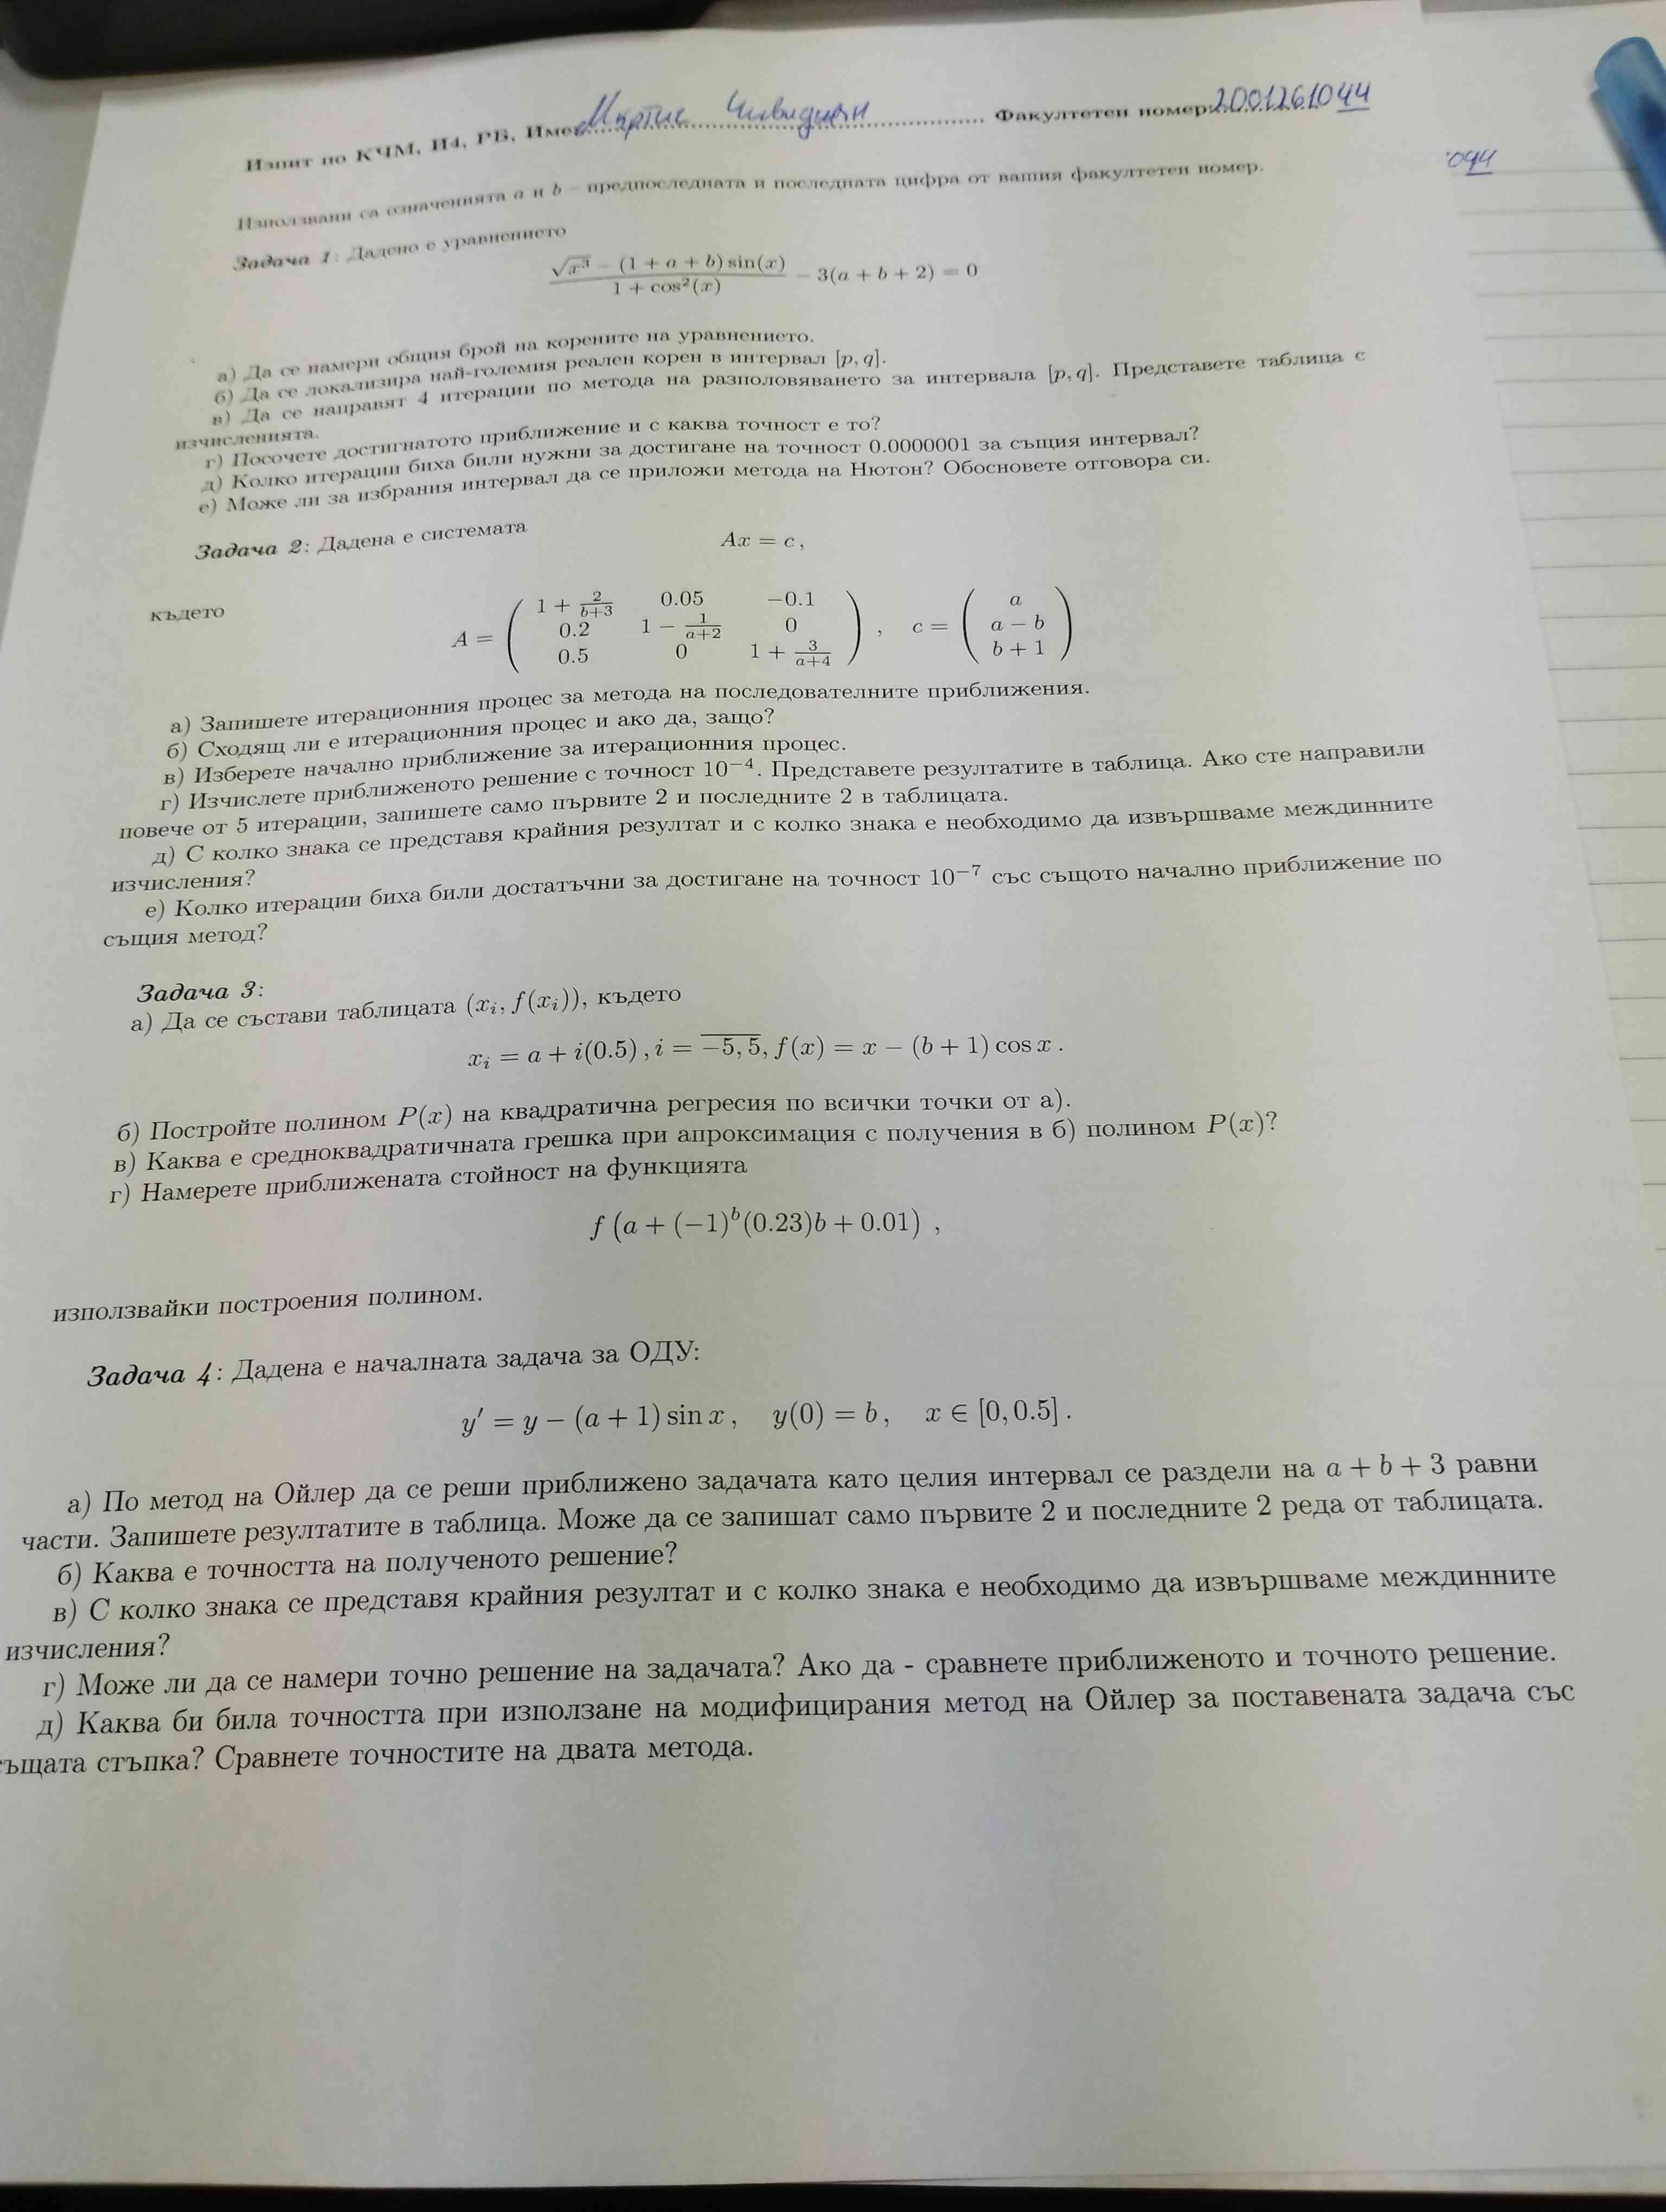 Изпит по КЧМ, И4, РБ, Име: Мартин ............ Факултетен номер: 2001261044
'044
Използвани са означенията a и b – предпоследната и последната цифра от вашия факултетен номер.
Задача 1: Дадено е уравнението
\frac{\sqrt{x^3} - (1 + a + b) sin(x)}{1 + cos^2(x)} - 3(a + b + 2) = 0
а) Да се намери общия брой на корените на уравнението.
б) Да се локализира най-големия реален корен в интервал [p, q].
в) Да се направят 4 итерации по метода на разполовяването за интервала [p, q]. Представете таблица с
изчисленията.
г) Посочете достигнатото приближение и с каква точност е то?
д) Колко итерации биха били нужни за достигане на точност 0.0000001 за същия интервал?
е) Може ли за избрания интервал да се приложи метода на Нютон? Обосновете отговора си.
Задача 2: Дадена е системата
Ax = c ,
където
A = \begin{pmatrix} 1 + \frac{2}{b+3} & 0.05 & -0.1 \\ 0.2 & 1 - \frac{1}{a+2} & 0 \\ 0.5 & 0 & 1 + \frac{3}{a+4} \end{pmatrix} , c = \begin{pmatrix} a \\ a - b \\ b + 1 \end{pmatrix}
а) Запишете итерационния процес за метода на последователните приближения.
б) Сходящ ли е итерационния процес и ако да, защо?
в) Изберете начално приближение за итерационния процес.
г) Изчислете приближеното решение с точност 10^{-4}. Представете резултатите в таблица. Ако сте направили
повече от 5 итерации, запишете само първите 2 и последните 2 в таблицата.
д) С колко знака се представя крайния резултат и с колко знака е необходимо да извършваме междинните
изчисления?
е) Колко итерации биха били достатъчни за достигане на точност 10^{-7} със същото начално приближение по
същия метод?
Задача 3:
а) Да се състави таблицата (x_i, f(x_i)), където
x_i = a + i(0.5) , i = \overline{-5, 5}, f(x) = x - (b + 1) cos x .
б) Постройте полином P(x) на квадратична регресия по всички точки от а).
в) Каква е средноквадратичната грешка при апроксимация с получения в б) полином P(x)?
г) Намерете приближената стойност на функцията
f (a + (-1)^b(0.23)b + 0.01) ,
използвайки построения полином.
Задача 4: Дадена е началната задача за ОДУ:
y' = y - (a + 1) sin x , y(0) = b , x ∈ [0, 0.5] .
а) По метод на Ойлер да се реши приближено задачата като целия интервал се раздели на a + b + 3 равни
части. Запишете резултатите в таблица. Може да се запишат само първите 2 и последните 2 реда от таблицата.
б) Каква е точността на полученото решение?
в) С колко знака се представя крайния резултат и с колко знака е необходимо да извършваме междинните
изчисления?
г) Може ли да се намери точно решение на задачата? Ако да - сравнете приближеното и точното решение.
д) Каква би била точността при използане на модифицирания метод на Ойлер за поставената задача със
същата стъпка? Сравнете точностите на двата метода.